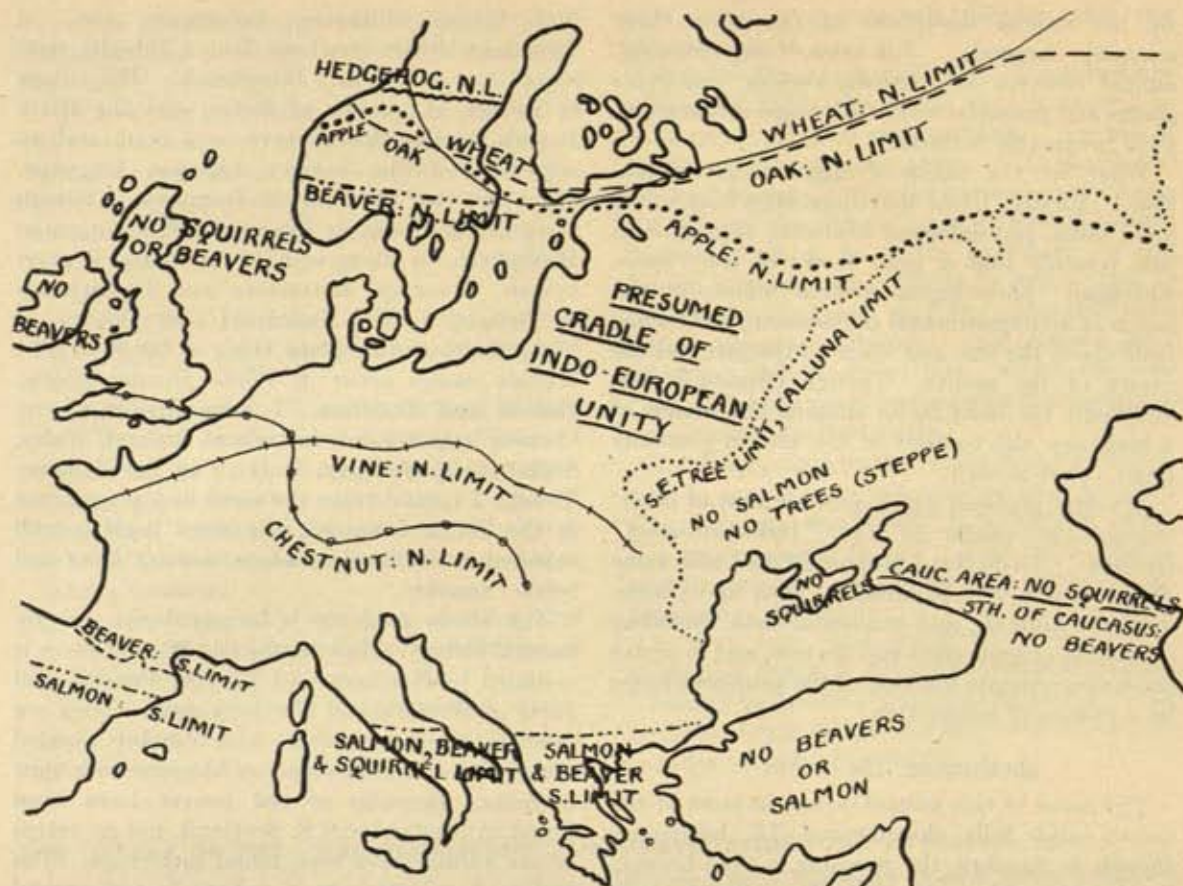 HEDGEROG. N.L.
WHEAT: N. LIMIT
OAK: N. LIMIT
APPLE
OAK
WHEAT
BEAVER: N. LIMIT
NO SQUIRRELS
OR BEAVERS
NO
BEAVERS
APPLE: N. LIMIT
PRESUMED
CRADLE OF
INDO-EUROPEAN
UNITY
S.E. TREE LIMIT, CALLUNA LIMIT
NO SALMON
NO TREES (STEPPE)
VINE: N. LIMIT
CHESTNUT: N. LIMIT
NO
SQUIRRELS
CAUC. AREA: NO SQUIRRELS
STH. OF CAUCASUS:
NO BEAVERS
BEAVER: S. LIMIT
SALMON S. LIMIT
SALMON, BEAVER
& SQUIRREL LIMIT
SALMON
& BEAVER
S. LIMIT
NO BEAVERS
OR
SALMON